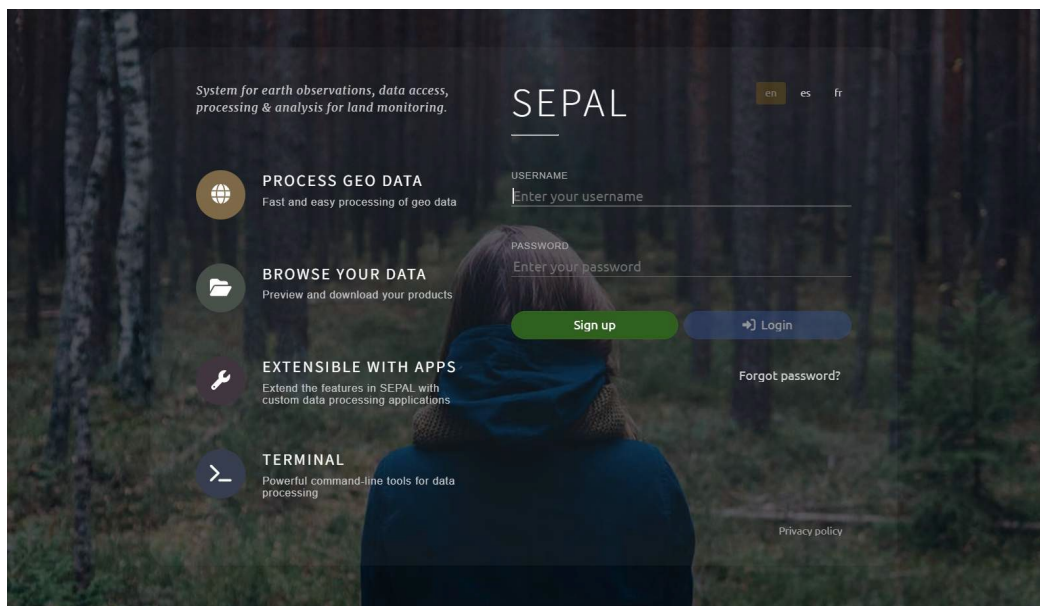 System for earth observations, data access,
processing & analysis for land monitoring.
PROCESS GEO DATA
Fast and easy processing of geo data
BROWSE YOUR DATA
Preview and download your products
EXTENSIBLE WITH APPS
Extend the features in SEPAL with
custom data processing applications
TERMINAL
Powerful command-line tools for data
processing
SEPAL
en es fr
USERNAME
Enter your username
PASSWORD
Enter your password
Sign up Login
Forgot password?
Privacy policy